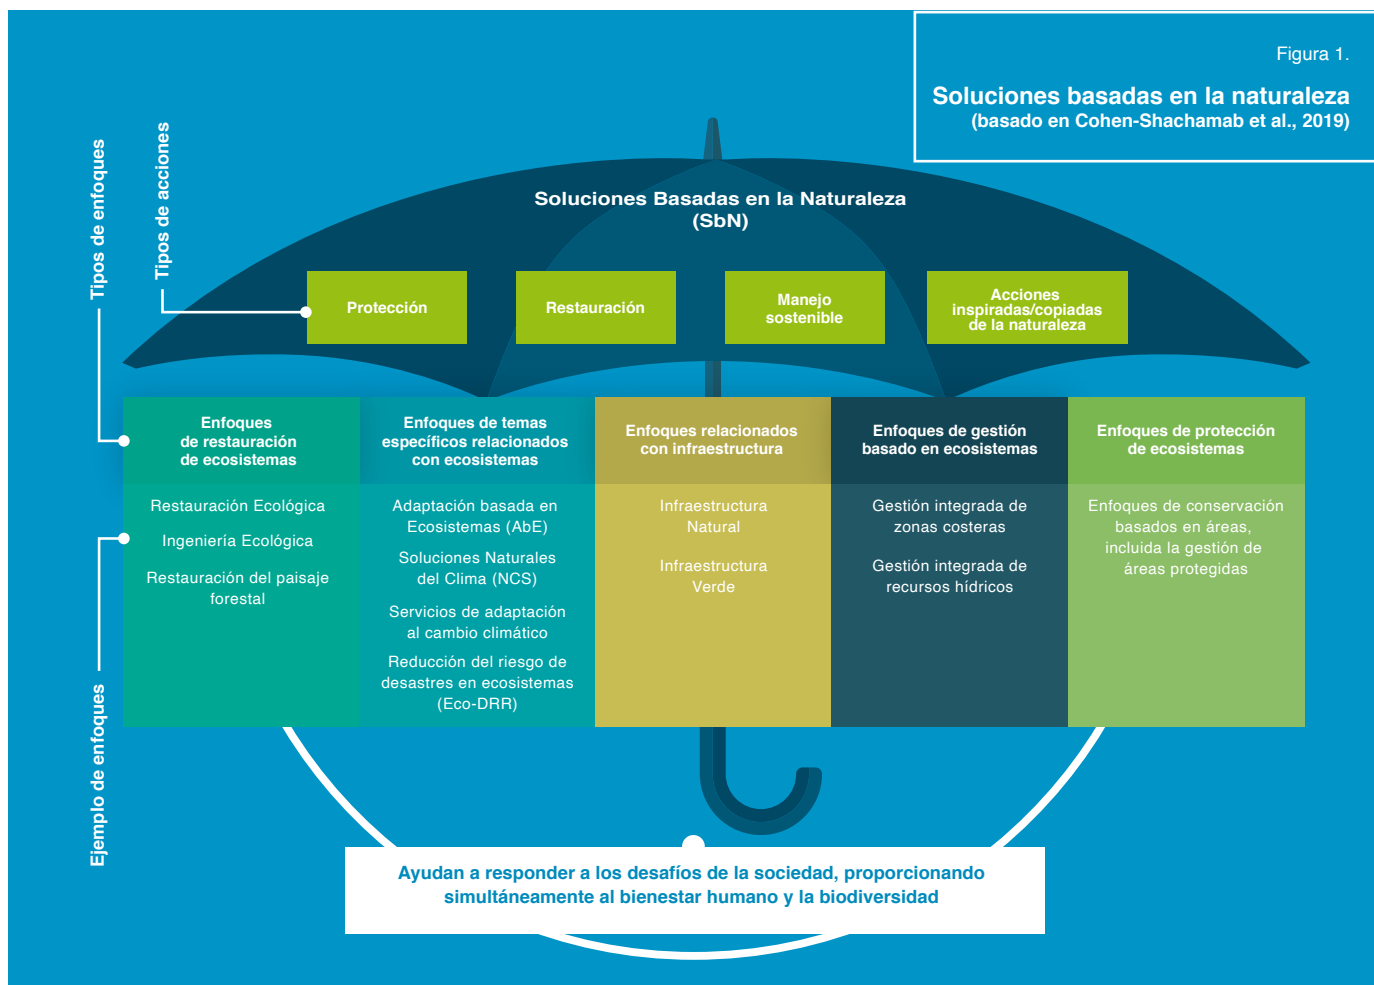 Figura 1.
Soluciones basadas en la naturaleza
(basado en Cohen-Shachamab et al., 2019)
Tipos de enfoques
Tipos de acciones
Soluciones Basadas en la Naturaleza
(SbN)
Protección
Restauración
Manejo
sostenible
Acciones
inspiradas/copiadas
de la naturaleza
Enfoques
de restauración
de ecosistemas
Enfoques de temas
específicos relacionados
con ecosistemas
Enfoques relacionados
con infraestructura
Enfoques de gestión
basado en ecosistemas
Enfoques de protección
de ecosistemas
Ejemplo de enfoques
Restauración Ecológica
Ingeniería Ecológica
Restauración del paisaje
forestal
Adaptación basada en
Ecosistemas (AbE)
Soluciones Naturales
del Clima (NCS)
Servicios de adaptación
al cambio climático
Reducción del riesgo de
desastres en ecosistemas
(Eco-DRR)
Infraestructura
Natural
Infraestructura
Verde
Gestión integrada de
zonas costeras
Gestión integrada de
recursos hídricos
Enfoques de conservación
basados en áreas,
incluida la gestión de
áreas protegidas
Ayudan a responder a los desafíos de la sociedad, proporcionando
simultáneamente al bienestar humano y la biodiversidad